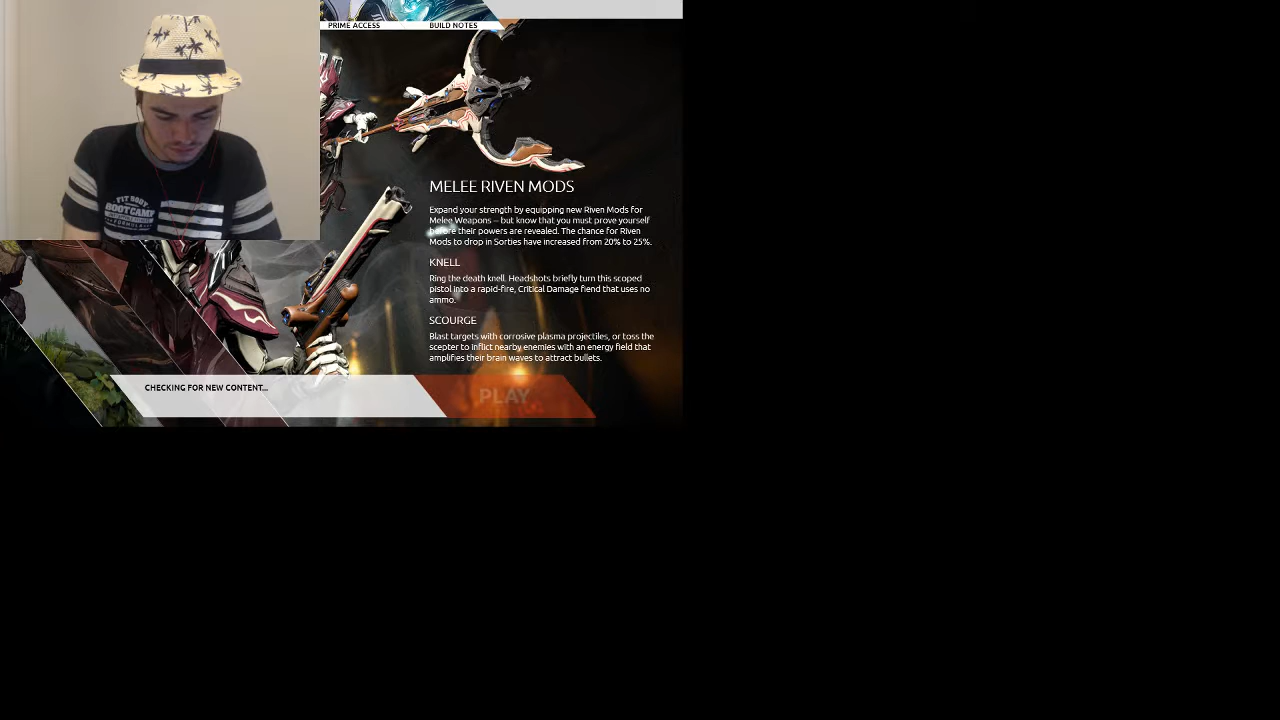 PRIME ACCESS
BUILD NOTES
FIT BODY
BOOTCAMP
FORMULA
MELEE RIVEN MODS
Expand your strength by equipping new Riven Mods for
Melee Weapons – but know that you must prove yourself
before their powers are revealed. The chance for Riven
Mods to drop in Sorties have increased from 20% to 25%.
KNELL
Ring the death knell. Headshots briefly turn this scoped
pistol into a rapid-fire, Critical Damage fiend that uses no
ammo.
SCOURGE
Blast targets with corrosive plasma projectiles, or toss the
scepter to inflict nearby enemies with an energy field that
amplifies their brain waves to attract bullets.
CHECKING FOR NEW CONTENT...
PLAY